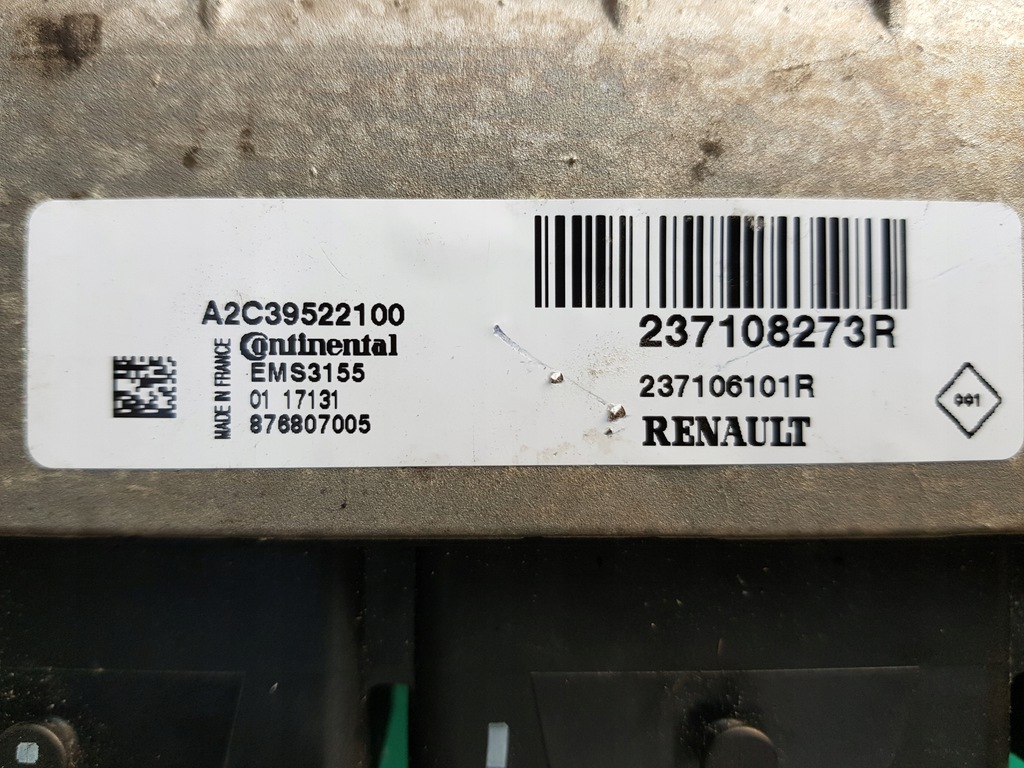 A2C39522100
Continental
EMS3155
01 17131
876807005
MADE IN FRANCE
237108273R
237106101R
RENAULT
001